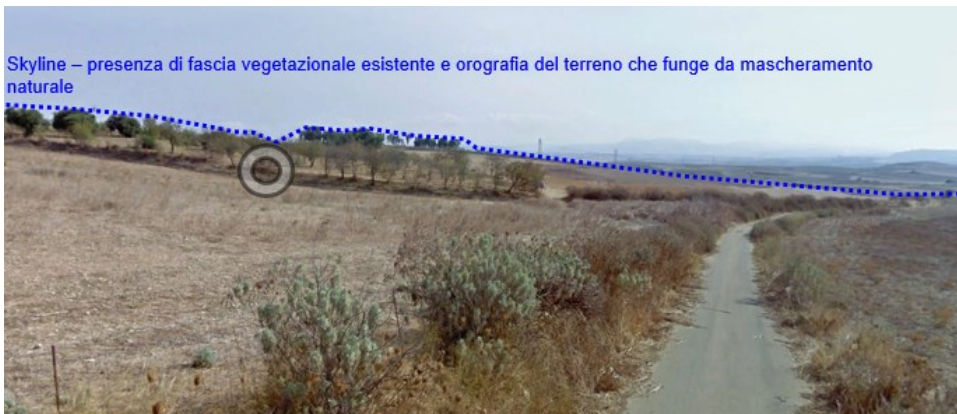 Skyline – presenza di fascia vegetazionale esistente e orografia del terreno che funge da mascheramento
naturale